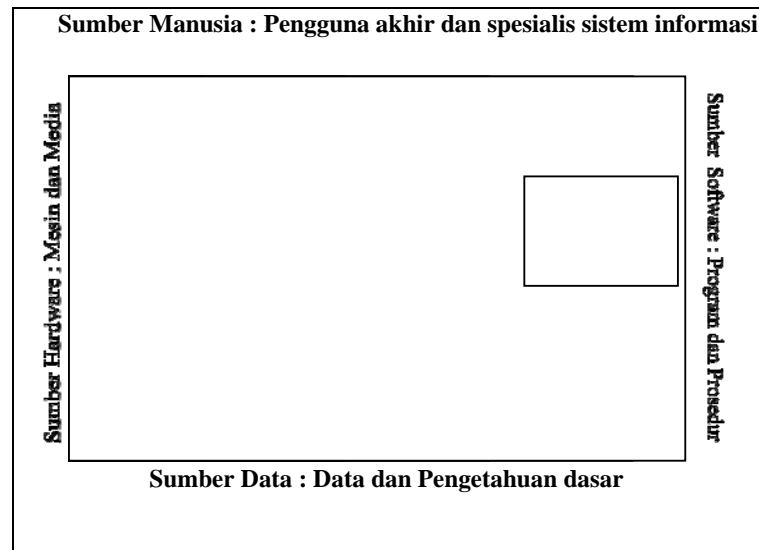 Sumber Manusia : Pengguna akhir dan spesialis sistem informasi
Sumber Hardware : Mesin dan Media
Sumber Software : Program dan Prosedur
Sumber Data : Data dan Pengetahuan dasar